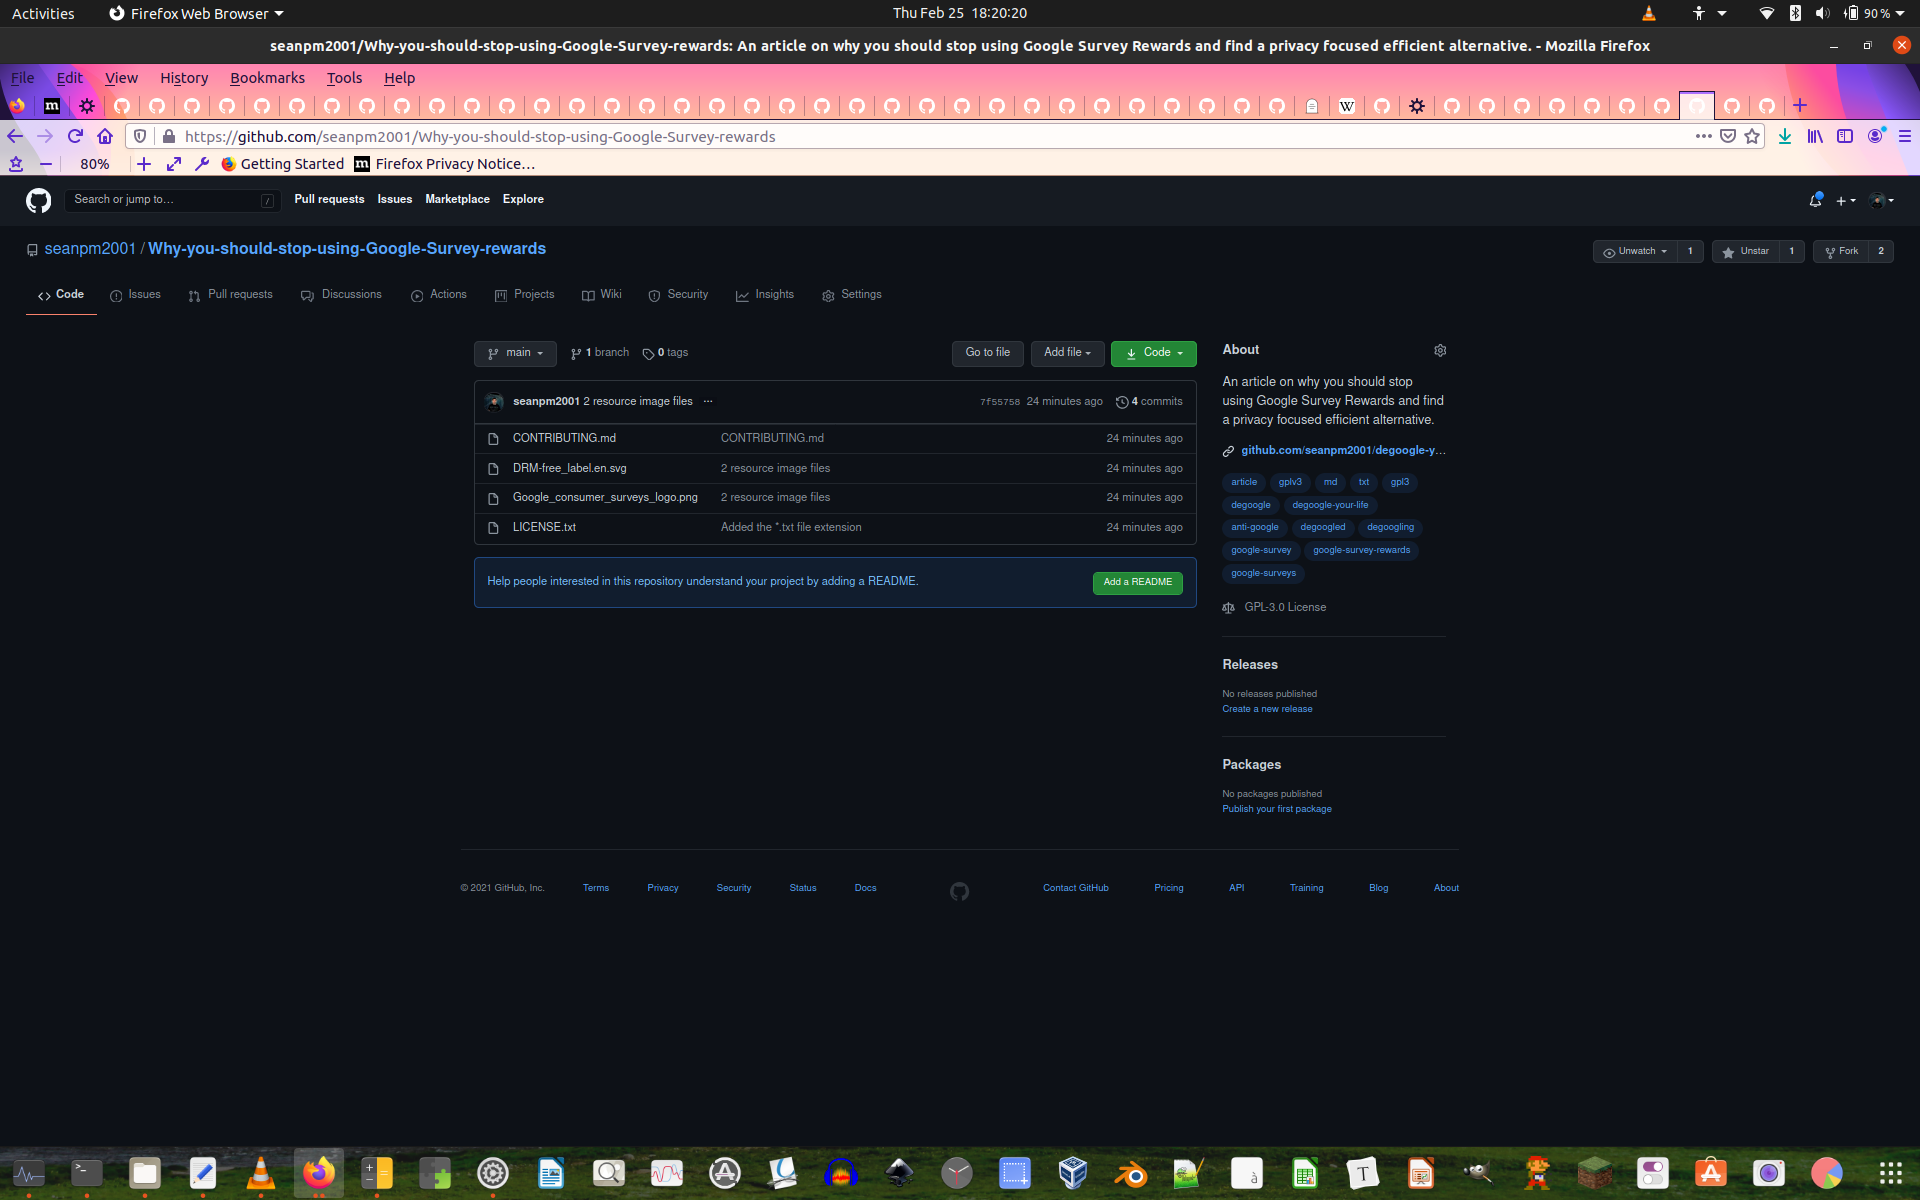 Activities
Firefox Web Browser
Thu Feb 25 18:20:20
90 %
seanpm2001/Why-you-should-stop-using-Google-Survey-rewards: An article on why you should stop using Google Survey Rewards and find a privacy focused efficient alternative. - Mozilla Firefox
File Edit View History Bookmarks Tools Help
https://github.com/seanpm2001/Why-you-should-stop-using-Google-Survey-rewards
80%
Getting Started
Firefox Privacy Notice…
Search or jump to…
/
Pull requests Issues Marketplace Explore
seanpm2001 / Why-you-should-stop-using-Google-Survey-rewards
Unwatch 1
Unstar 1
Fork 2
Code Issues Pull requests Discussions Actions Projects Wiki Security Insights Settings
main
1 branch
0 tags
Go to file
Add file
Code
seanpm2001 2 resource image files ...
7f55758 24 minutes ago 4 commits
CONTRIBUTING.md CONTRIBUTING.md 24 minutes ago
DRM-free_label.en.svg 2 resource image files 24 minutes ago
Google_consumer_surveys_logo.png 2 resource image files 24 minutes ago
LICENSE.txt Added the *.txt file extension 24 minutes ago
Help people interested in this repository understand your project by adding a README.
Add a README
About
An article on why you should stop
using Google Survey Rewards and find
a privacy focused efficient alternative.
github.com/seanpm2001/degoogle-y…
article gplv3 md txt gpl3
degoogle degoogle-your-life
anti-google degoogled degoogling
google-survey google-survey-rewards
google-surveys
GPL-3.0 License
Releases
No releases published
Create a new release
Packages
No packages published
Publish your first package
© 2021 GitHub, Inc. Terms Privacy Security Status Docs Contact GitHub Pricing API Training Blog About